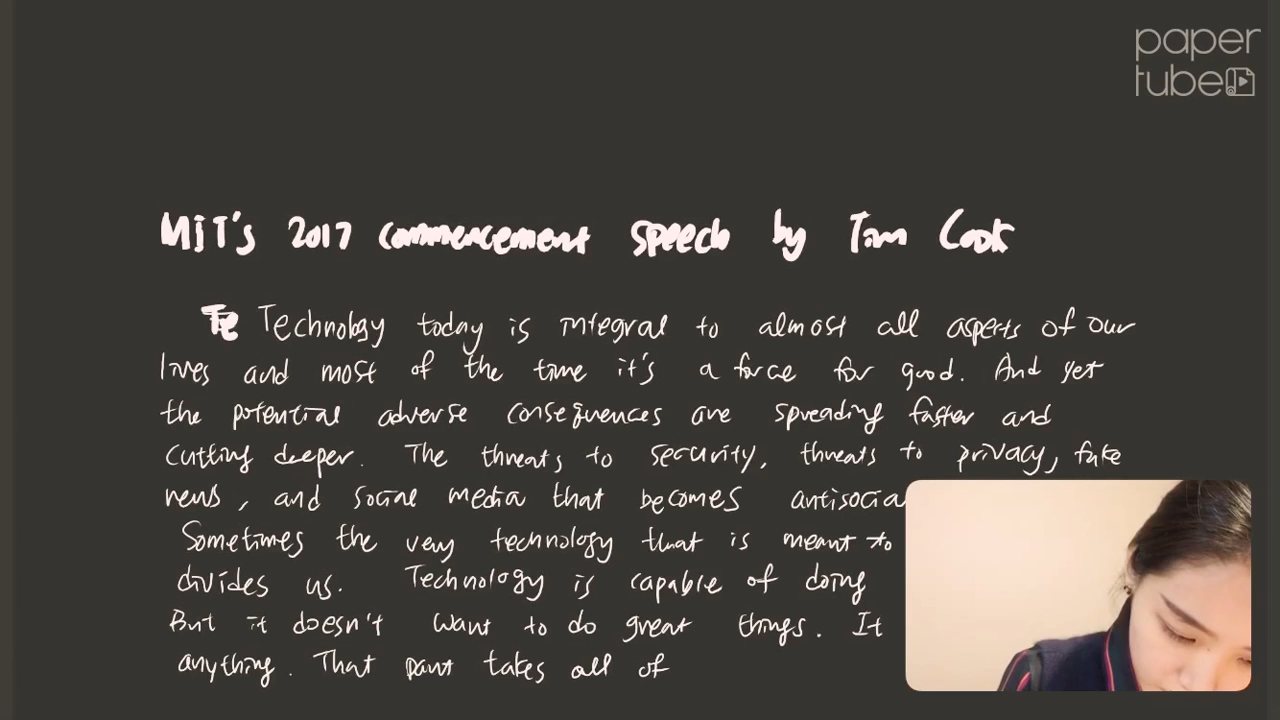 paper
tube
MIT's 2017 commencement speech by Tim Cook
Te Technology today is integral to almost all aspects of our
lives and most of the time it's a force for good. And yet
the potential adverse consequences are spreading faster and
cutting deeper. The threats to security, threats to privacy, fake
news, and social media that becomes antisocia
Sometimes the very technology that is meant to
divides us. Technology is capable of doing
But it doesn't want to do great things. It
anything. That part takes all of